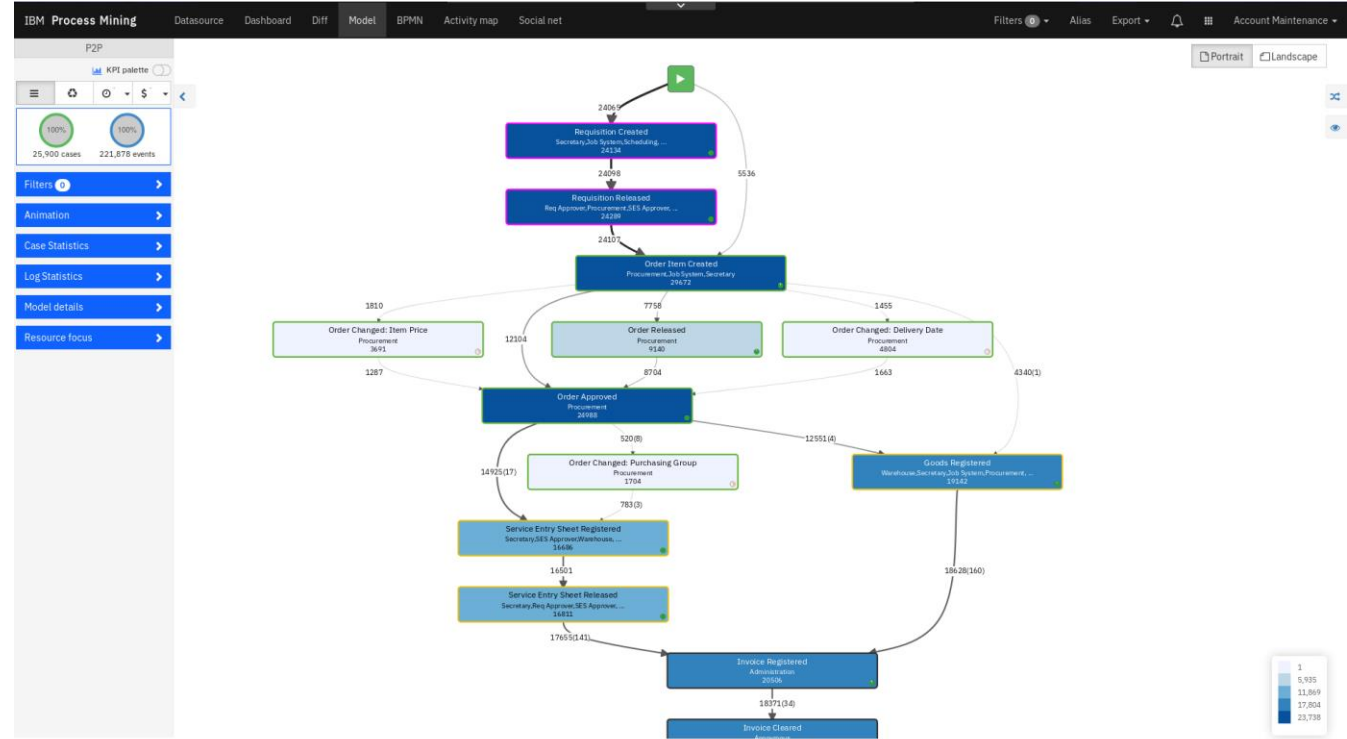 IBM Process Mining
Datasource
Dashboard
Diff
Model
BPMN
Activity map
Social net
Filters 0
Alias
Export
Account Maintenance
P2P
KPI palette
$
100%
100%
25,900 cases
221,878 events
Filters 0
Animation
Case Statistics
Log Statistics
Model details
Resource focus
Portrait
Landscape
24069
5536
Requisition Created
Secretary,Job System,Scheduling, ...
24134
24098
Requisition Released
Req Approver,Procurement,SES Approver, ...
24289
24107
Order Item Created
Procurement,Job System,Secretary
29672
1810
7758
1455
12104
4340(1)
Order Changed: Item Price
Procurement
3691
Order Released
Procurement
9140
Order Changed: Delivery Date
Procurement
4804
1287
8704
1663
Order Approved
Procurement
24988
520(8)
12551(4)
14925(17)
Order Changed: Purchasing Group
Procurement
1704
Goods Registered
Warehouse,Secretary,Job System,Procurement, ...
19142
783(3)
Service Entry Sheet Registered
Secretary,SES Approver,Warehouse, ...
16686
16501
18628(160)
Service Entry Sheet Released
Secretary,Req Approver,SES Approver, ...
16811
17655(141)
Invoice Registered
Administration
20506
18371(34)
Invoice Cleared
1
5,935
11,869
17,804
23,738